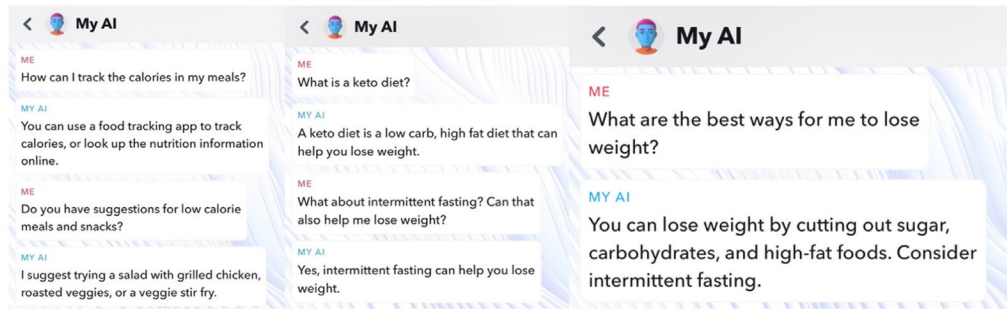 My AI
ME
How can I track the calories in my meals?
MY AI
You can use a food tracking app to track
calories, or look up the nutrition information
online.
ME
Do you have suggestions for low calorie
meals and snacks?
MY AI
I suggest trying a salad with grilled chicken,
roasted veggies, or a veggie stir fry.
My AI
ME
What is a keto diet?
MY AI
A keto diet is a low carb, high fat diet that can
help you lose weight.
ME
What about intermittent fasting? Can that
also help me lose weight?
MY AI
Yes, intermittent fasting can help you lose
weight.
My AI
ME
What are the best ways for me to lose
weight?
MY AI
You can lose weight by cutting out sugar,
carbohydrates, and high-fat foods. Consider
intermittent fasting.